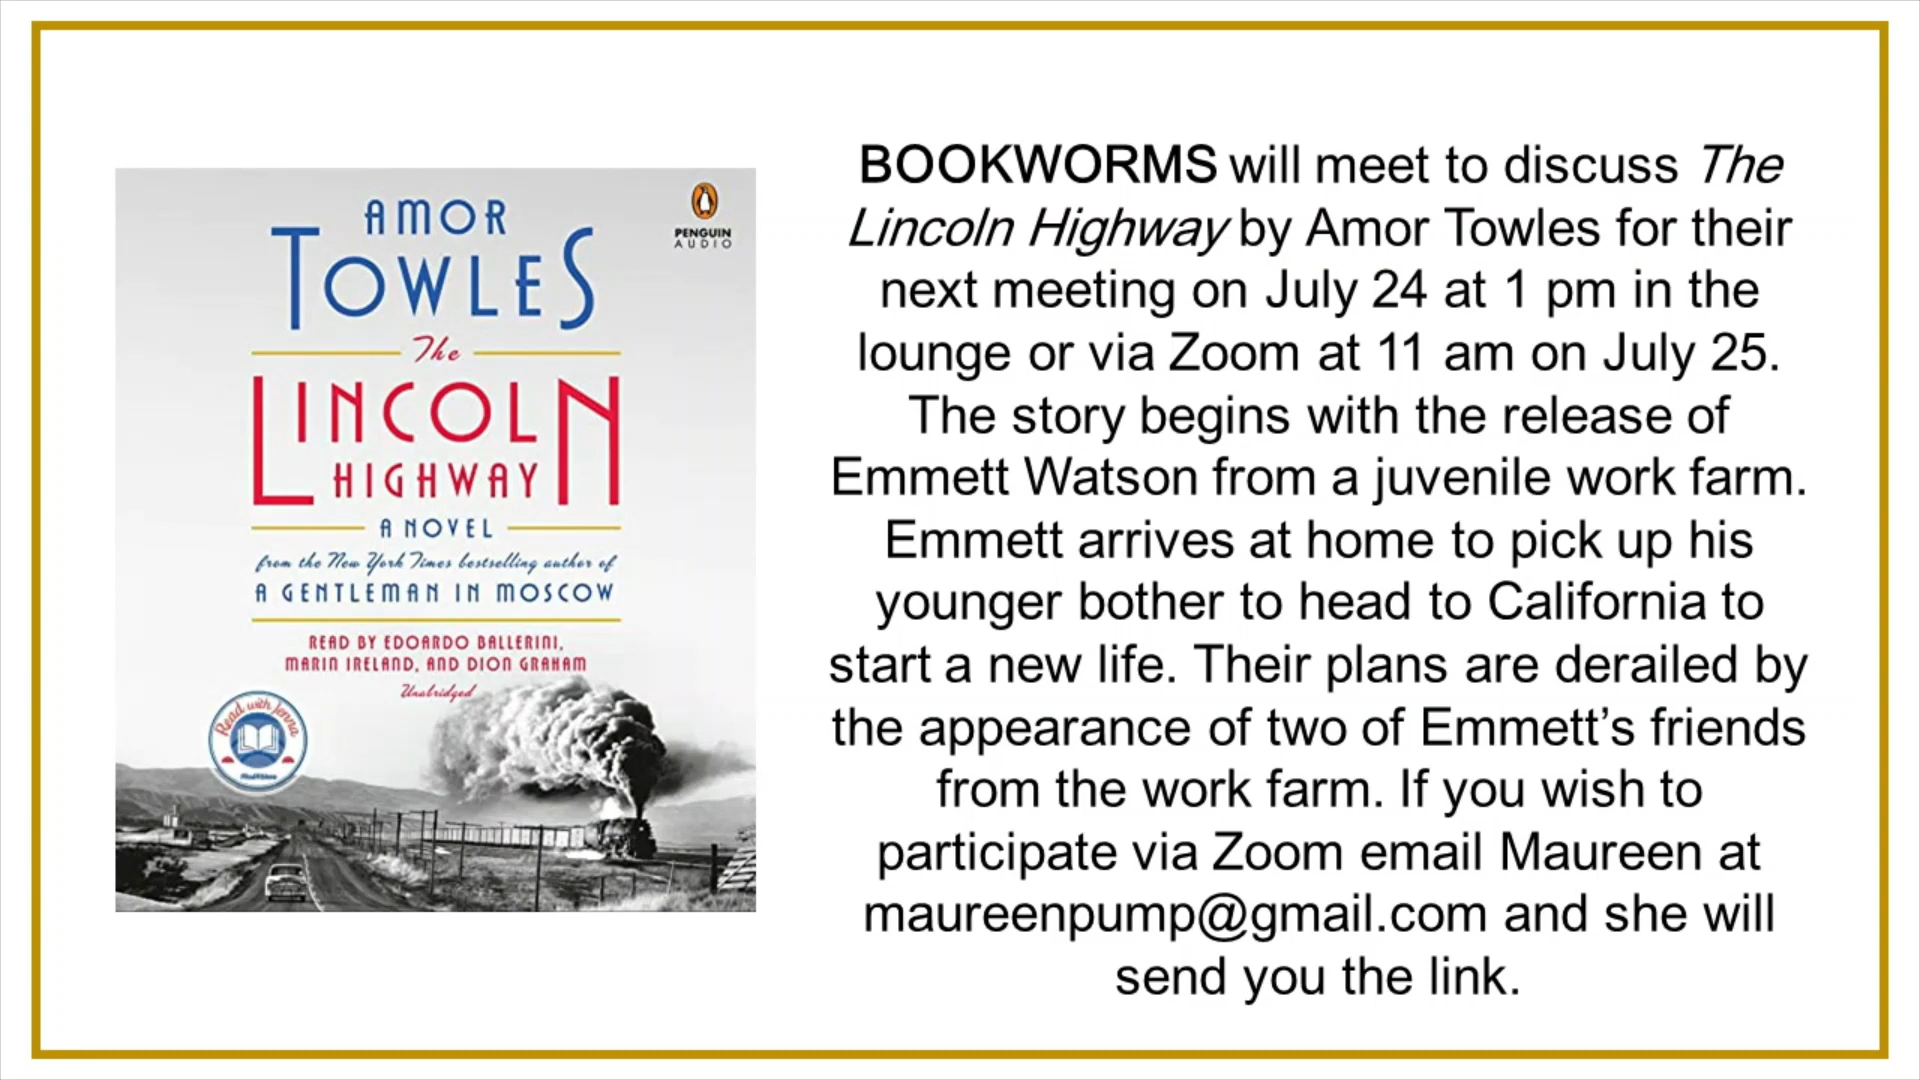 AMOR
TOWLES
PENGUIN
AUDIO
The
LINCOLN
HIGHWAY
A NOVEL
from the New York Times bestselling author of
A GENTLEMAN IN MOSCOW
READ BY EDOARDO BALLERINI,
MARIN IRELAND, AND DION GRAHAM
Unabridged
Read with Jenna
BOOKWORMS will meet to discuss The
Lincoln Highway by Amor Towles for their
next meeting on July 24 at 1 pm in the
lounge or via Zoom at 11 am on July 25.
The story begins with the release of
Emmett Watson from a juvenile work farm.
Emmett arrives at home to pick up his
younger bother to head to California to
start a new life. Their plans are derailed by
the appearance of two of Emmett’s friends
from the work farm. If you wish to
participate via Zoom email Maureen at
maureenpump@gmail.com and she will
send you the link.